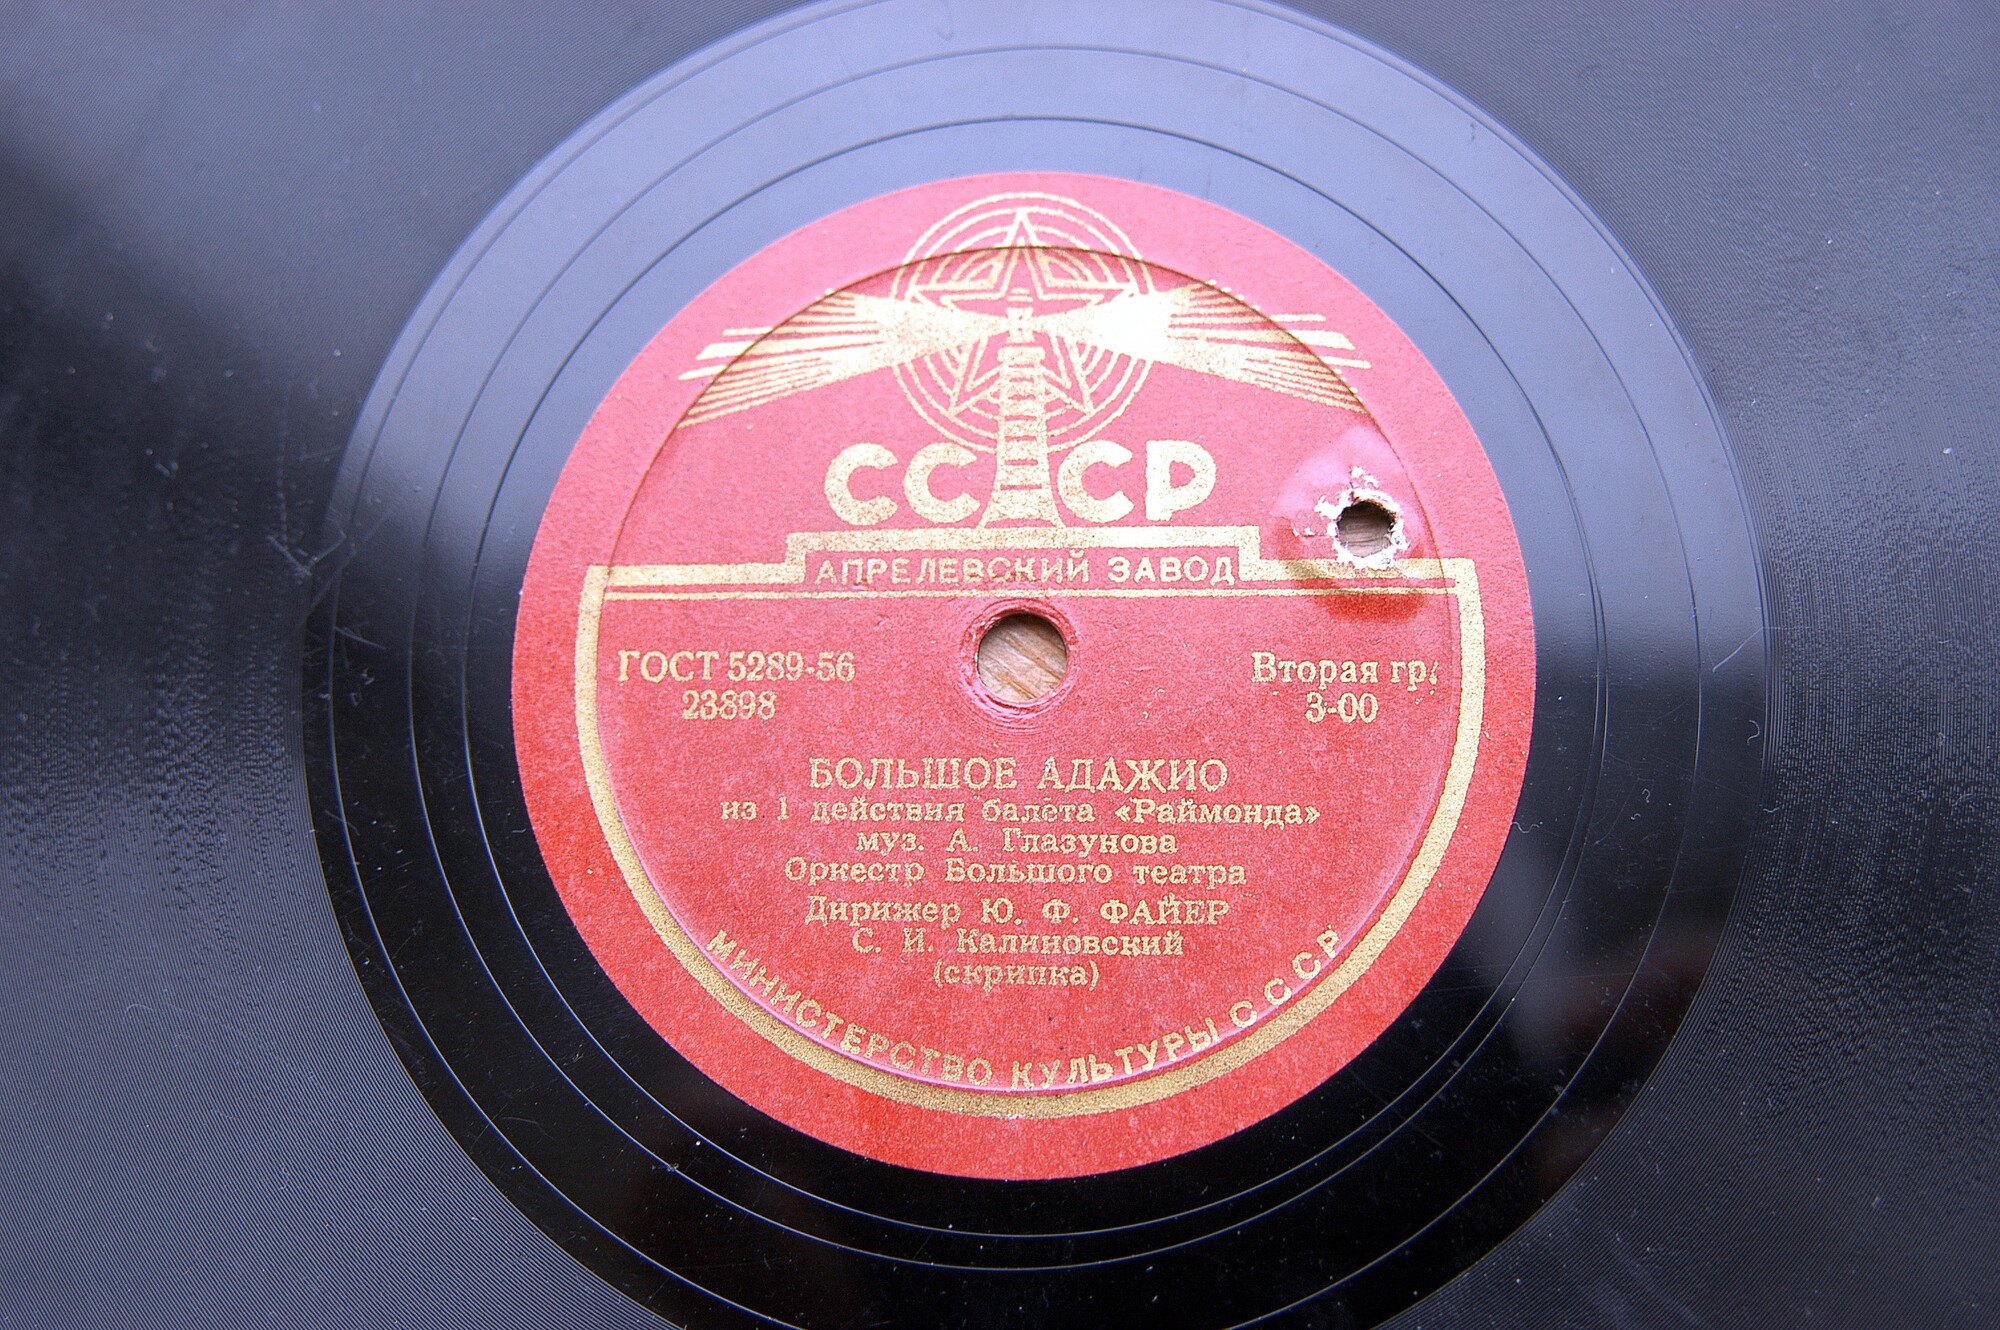 СССР
АПРЕЛЕВСКИЙ ЗАВОД
ГОСТ 5289-56
23898
Вторая гр.
3-00
БОЛЬШОЕ АДАЖИО
из 1 действия балета «Раймонда»
муз. А. Глазунова
Оркестр Большого театра
Дирижер Ю. Ф. ФАЙЕР
С. И. Калиновский
(скрипка)
МИНИСТЕРСТВО КУЛЬТУРЫ СССР